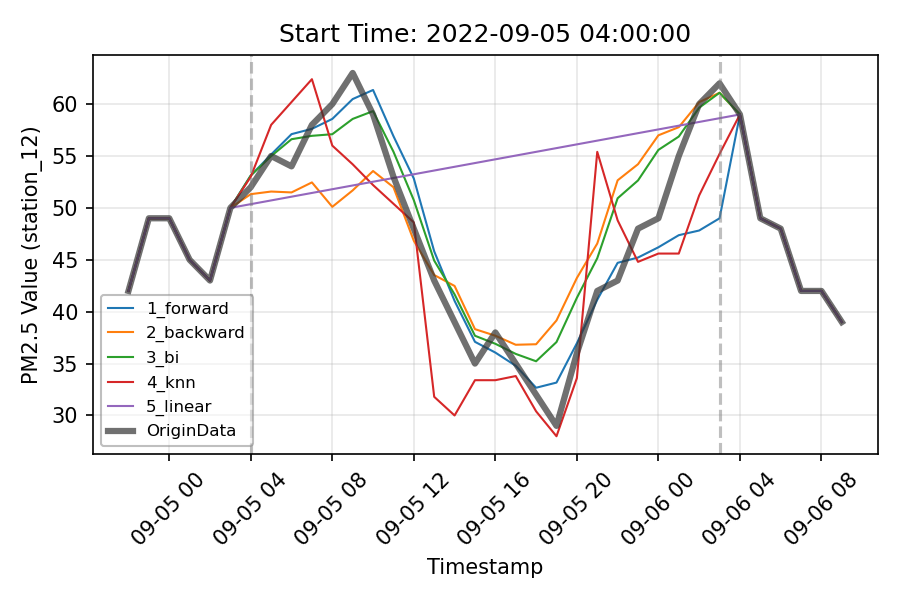 Start Time: 2022-09-05 04:00:00
PM2.5 Value (station_12)
60
55
50
45
40
35
30
1_forward
2_backward
3_bi
4_knn
5_linear
OriginData
09-05 00
09-05 04
09-05 08
09-05 12
09-05 16
09-05 20
09-06 00
09-06 04
09-06 08
Timestamp